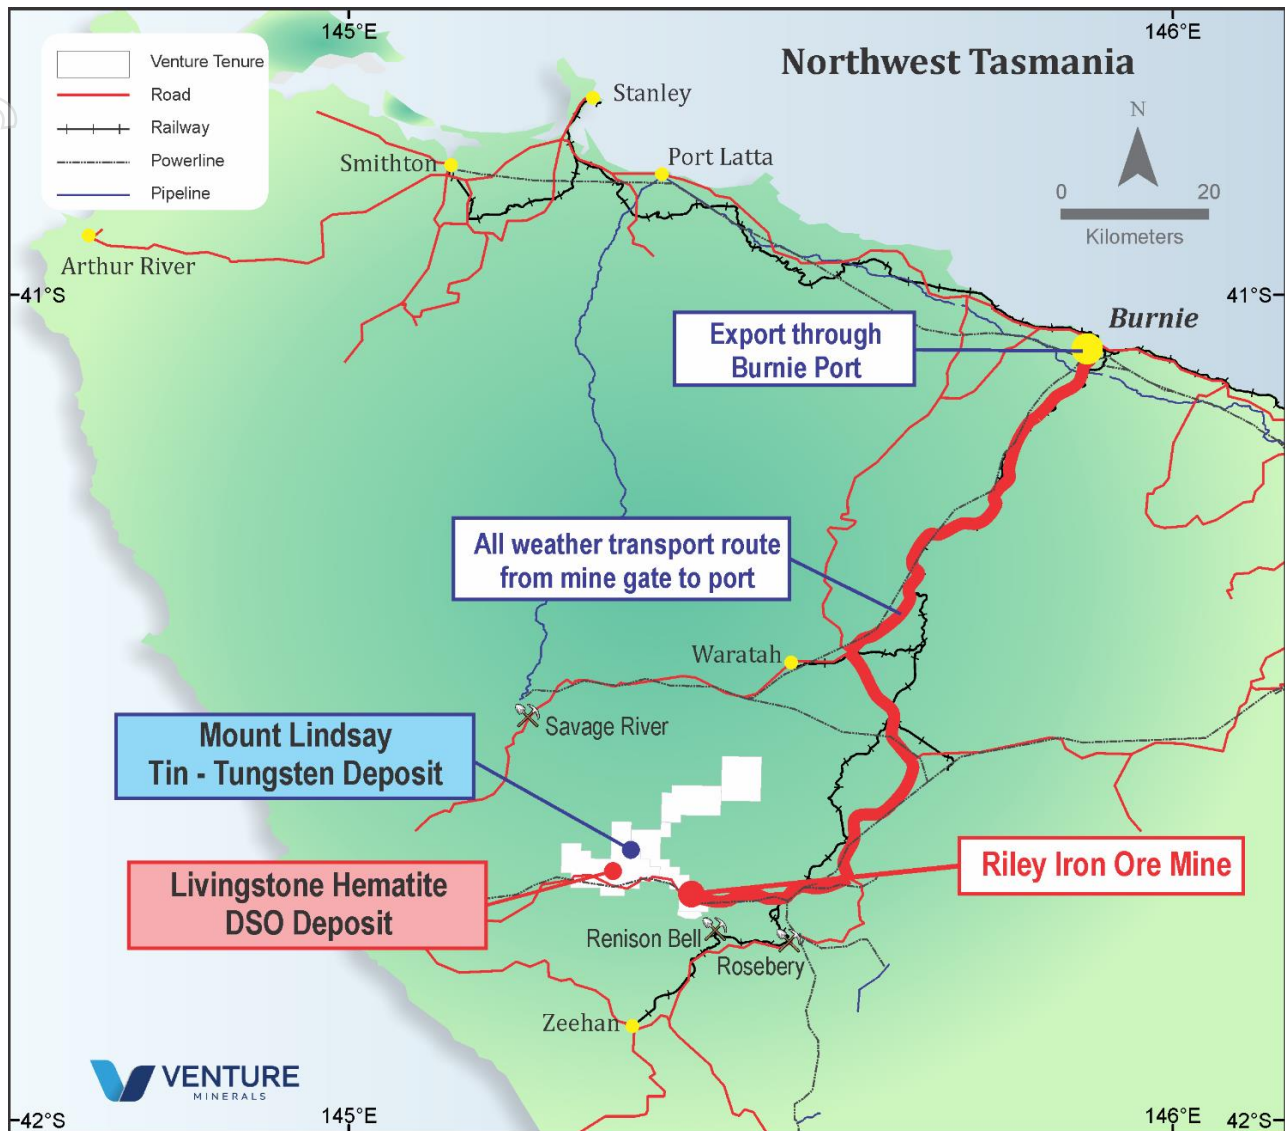 145°E
146°E
Northwest Tasmania
Venture Tenure
Road
Railway
Powerline
Pipeline
N
0
20
Kilometers
Stanley
Port Latta
Smithton
Arthur River
41°S
41°S
Burnie
Export through
Burnie Port
All weather transport route
from mine gate to port
Waratah
Savage River
Mount Lindsay
Tin - Tungsten Deposit
Livingstone Hematite
DSO Deposit
Riley Iron Ore Mine
Renison Bell
Rosebery
Zeehan
VENTURE
MINERALS
42°S
145°E
146°E
42°S